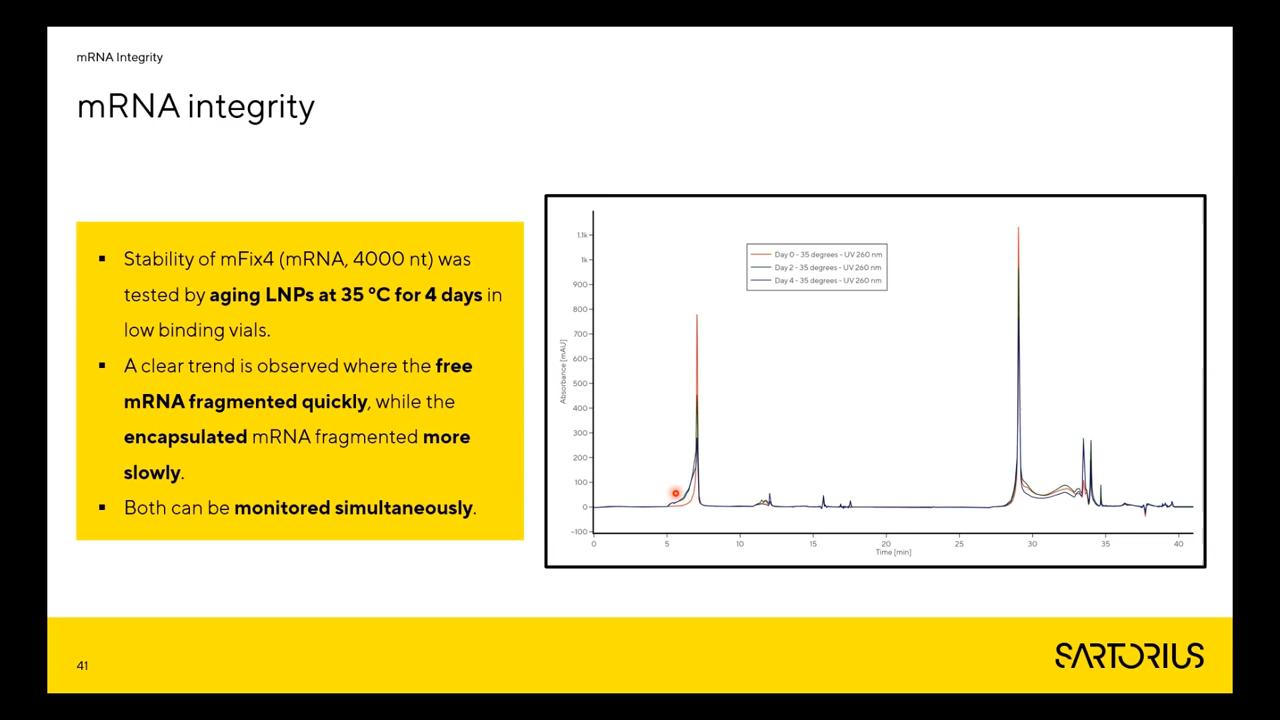 mRNA Integrity
mRNA integrity
▪ Stability of mFix4 (mRNA, 4000 nt) was
tested by aging LNPs at 35 °C for 4 days in
low binding vials.
▪ A clear trend is observed where the free
mRNA fragmented quickly, while the
encapsulated mRNA fragmented more
slowly.
▪ Both can be monitored simultaneously.
Day 0 - 35 degrees - UV 260 nm
Day 2 - 35 degrees - UV 260 nm
Day 4 - 35 degrees - UV 260 nm
Absorbance [mAU]
1.1k
1k
900
800
700
600
500
400
300
200
100
0
-100
0 5 10 15 20 25 30 35 40
Time [min]
41
SARTORIUS